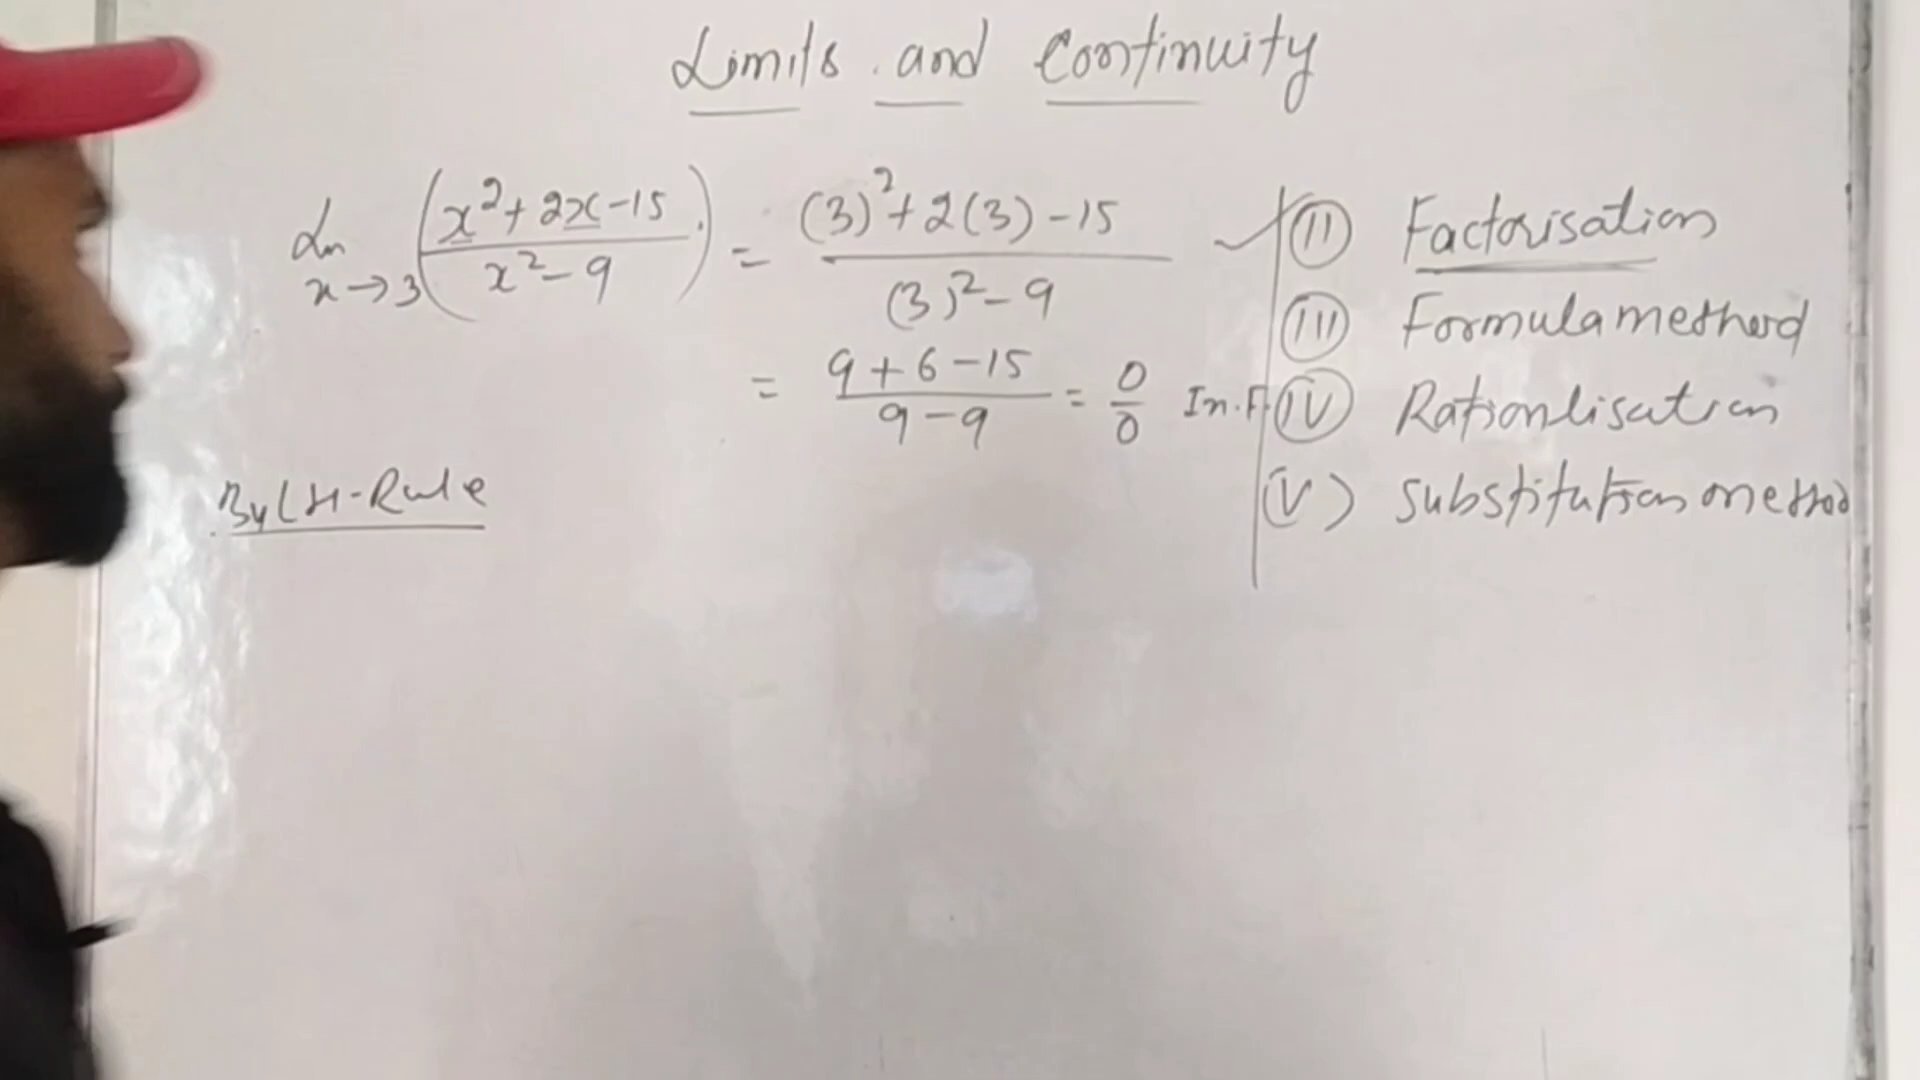 Limits and Continuity
Lm x→3 (x²+2x-15 / x²-9) = (3)²+2(3)-15 / (3)²-9
= 9+6-15 / 9-9 = 0/0 In.F.
By LH-Rule
(II) Factorisation
(III) Formula method
(IV) Rationlisation
(V) Substitution method